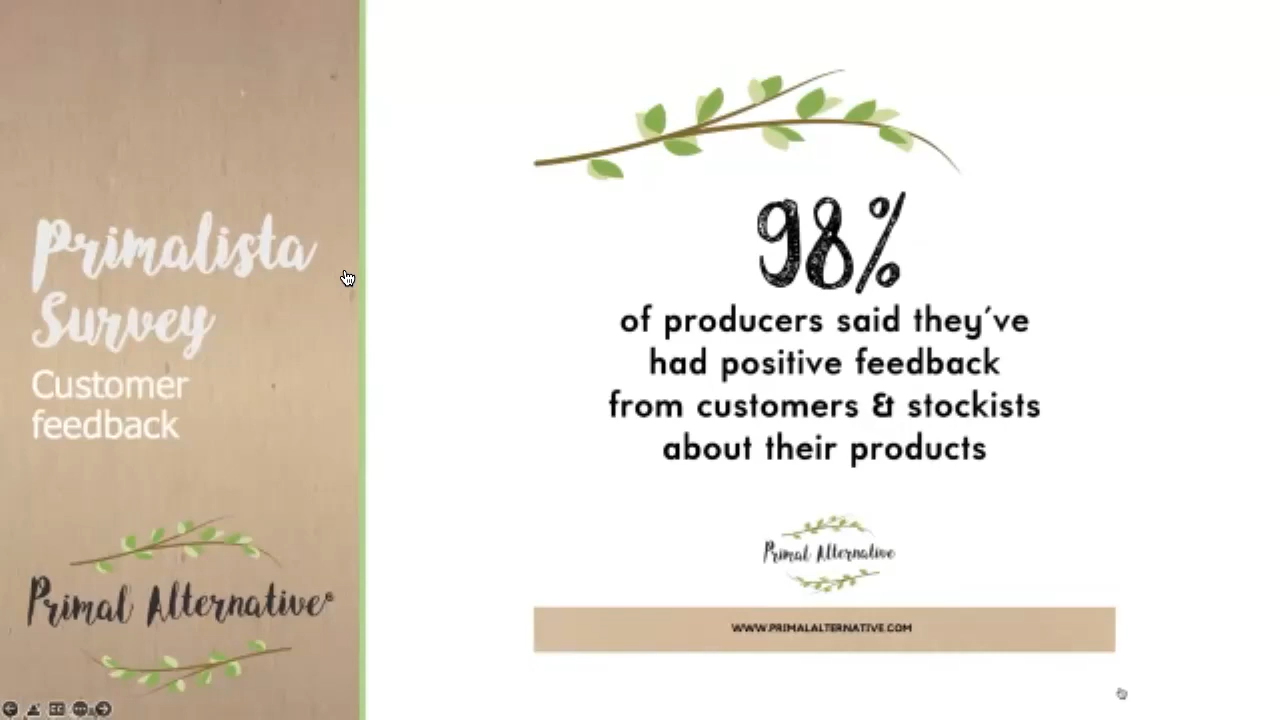 Primalista
Survey
Customer
feedback
Primal Alternative®
98%
of producers said they've
had positive feedback
from customers & stockists
about their products
Primal Alternative
WWW.PRIMALALTERNATIVE.COM